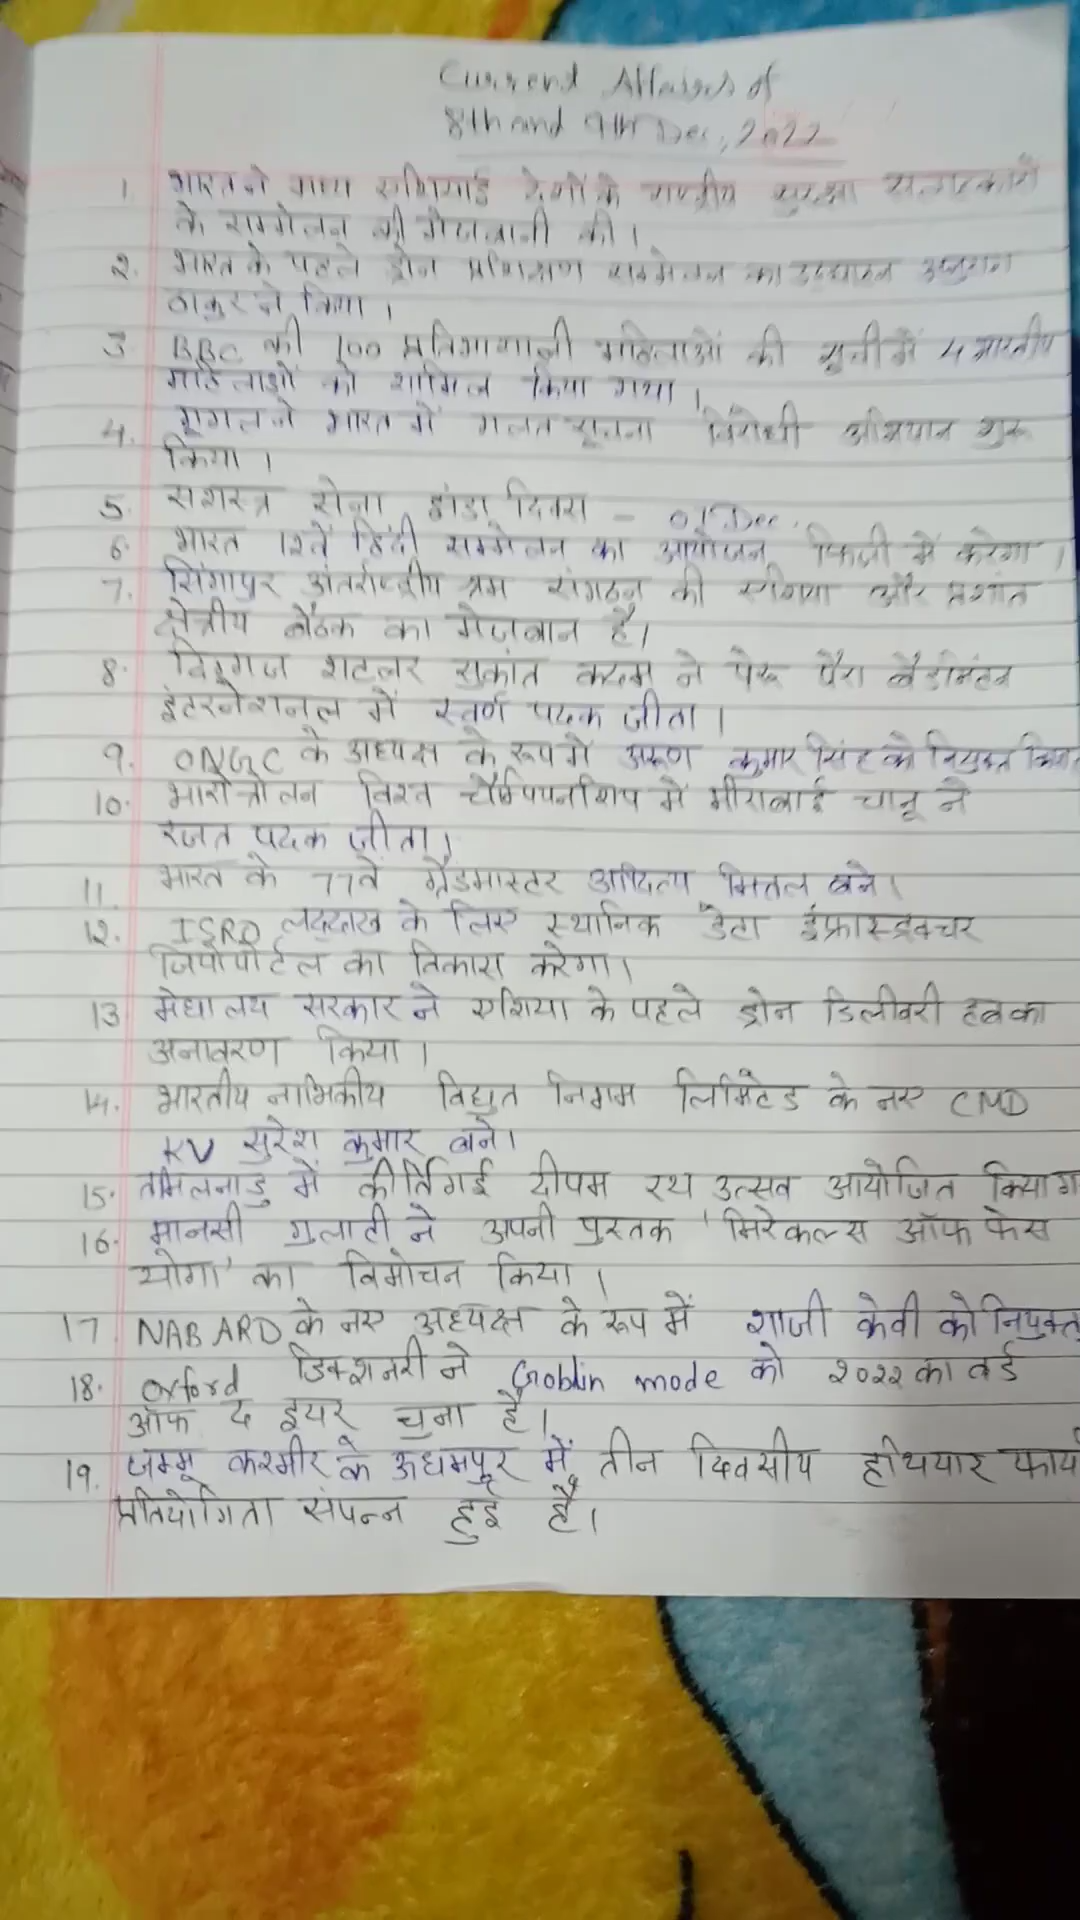 Current Affairs of
8th and 9th Dec, 2022
1. भारत ने मध्य एशियाई देशों के राष्ट्रीय सुरक्षा सलाहकारों
के सम्मेलन की मेजबानी की।
2. भारत के पहले ड्रोन प्रशिक्षण सम्मेलन का उद्घाटन अनुराग
ठाकुर ने किया।
3 BBC की 100 प्रतिभाशाली महिलाओं की सूची में 4 भारतीय
महिलाओं को शामिल किया गया।
4. गूगल ने भारत में गलत सूचना विरोधी अभियान शुरू
किया।
5. सशस्त्र सेना झंडा दिवस - 07 Dec.
6. भारत 12वें हिंदी सम्मेलन का आयोजन फिजी में करेगा।
7. सिंगापुर अंतर्राष्ट्रीय श्रम संगठन की एशिया और प्रशांत
क्षेत्रीय बैठक का मेजबान है।
8. दिग्गज शटलर सुकांत कदम ने पेरू पैरा बैडमिंटन
इंटरनेशनल में स्वर्ण पदक जीता।
9. ONGC के अध्यक्ष के रूप में अरूण कुमार सिंह को नियुक्त किया
10. भारोत्तोलन विश्व चैम्पियनशिप में मीराबाई चानू ने
रजत पदक जीता।
11. भारत के 77वें ग्रैंडमास्टर आदित्य मित्तल बने।
12. ISRO लद्दाख के लिए स्थानिक डेटा इंफ्रास्ट्रक्चर
जियोपोर्टल का विकास करेगा।
13 मेघालय सरकार ने एशिया के पहले ड्रोन डिलीवरी हब का
अनावरण किया।
14. भारतीय नाभिकीय विद्युत निगम लिमिटेड के नए CMD
KV सुरेश कुमार बने।
15. तमिलनाडु में कीर्तिगई दीपम रथ उत्सव आयोजित किया ग
16. मानसी गुलाटी ने अपनी पुस्तक 'मिरेकल्स ऑफ फेस
योगा' का विमोचन किया।
17 NABARD के नए अध्यक्ष के रूप में शाजी केवी को नियुक्त
18. Oxford डिक्शनरी ने Goblin mode को २०२२ का वर्ड
ऑफ द ईयर चुना है।
19. जम्मू कश्मीर के ऊधमपुर में तीन दिवसीय हथियार फाय
प्रतियोगिता संपन्न हुई है।